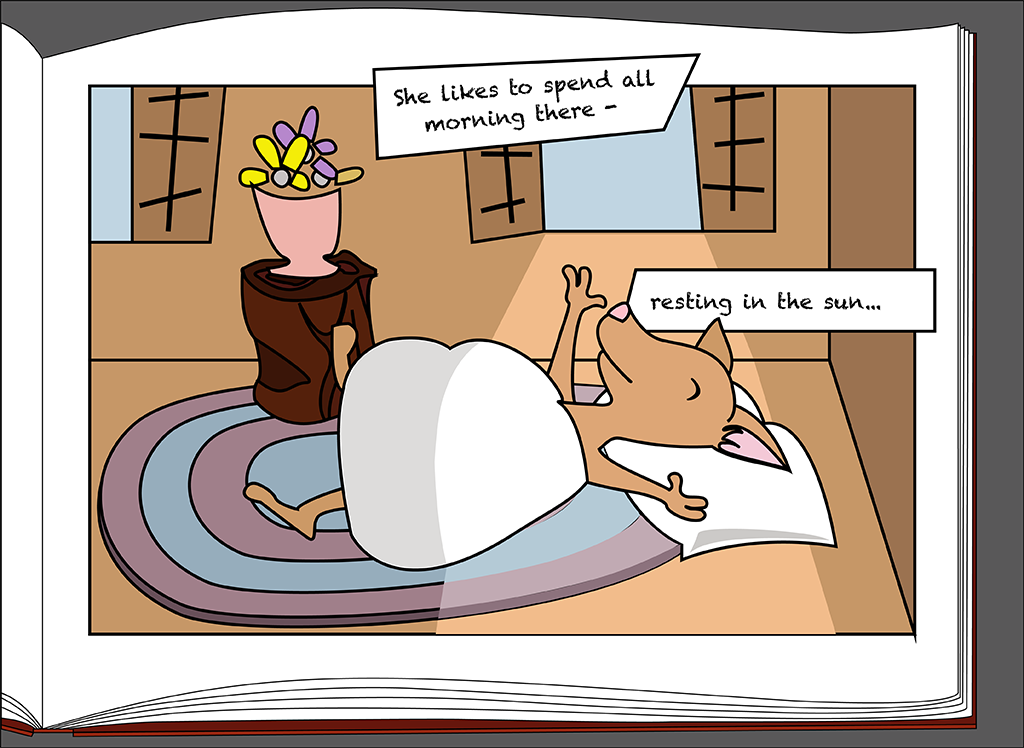 She likes to spend all
morning there -
resting in the sun...